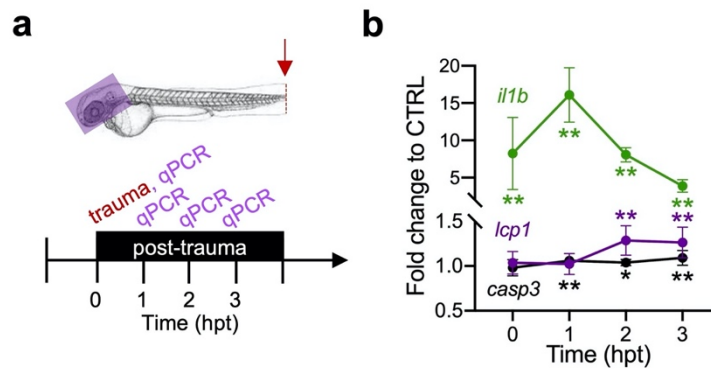 a
trauma, qPCR
qPCR
qPCR
qPCR
post-trauma
0 1 2 3
Time (hpt)
b
Fold change to CTRL
20
15
10
5
1.5
1.0
0.5
il1b
**
**
**
**
lcp1
**
**
casp3
**
*
**
0 1 2 3
Time (hpt)